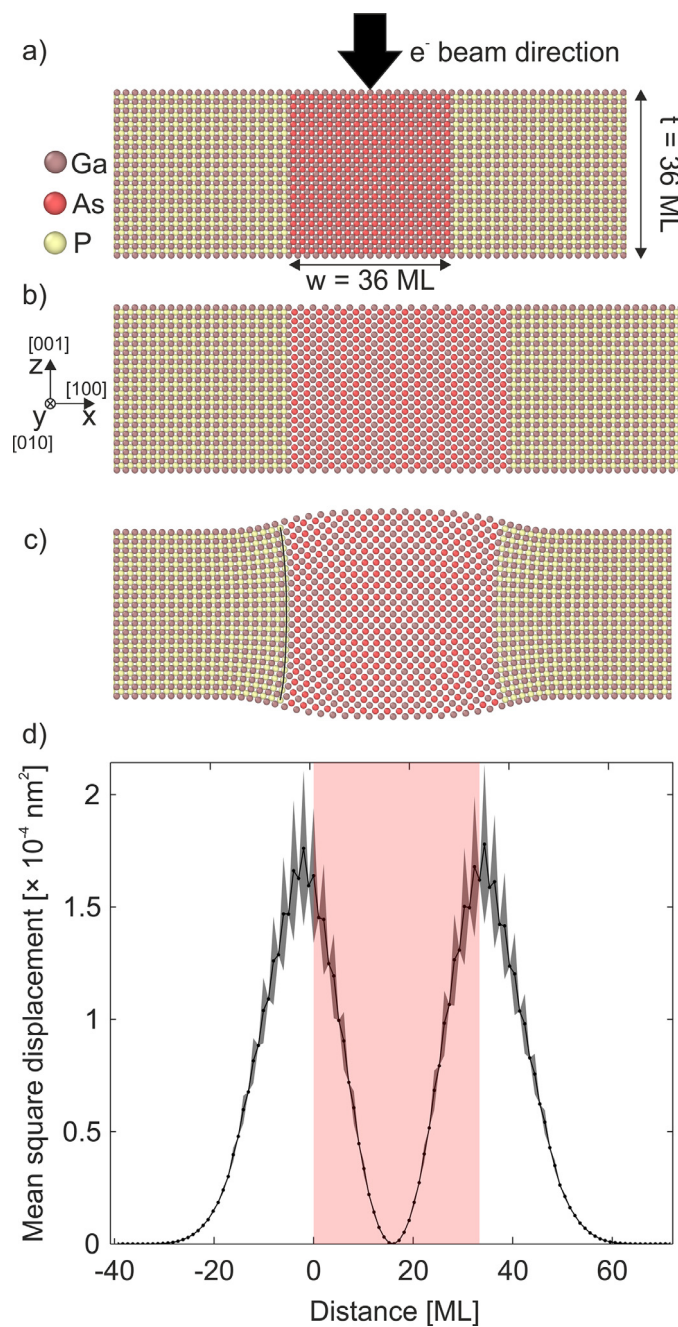 a)
e⁻ beam direction
Ga
As
P
t = 36 ML
w = 36 ML
b)
[001]
z
[100]
y
x
[010]
c)
d)
Mean square displacement [× 10⁻⁴ nm²]
2
1.5
1
0.5
0
-40
-20
0
20
40
60
Distance [ML]